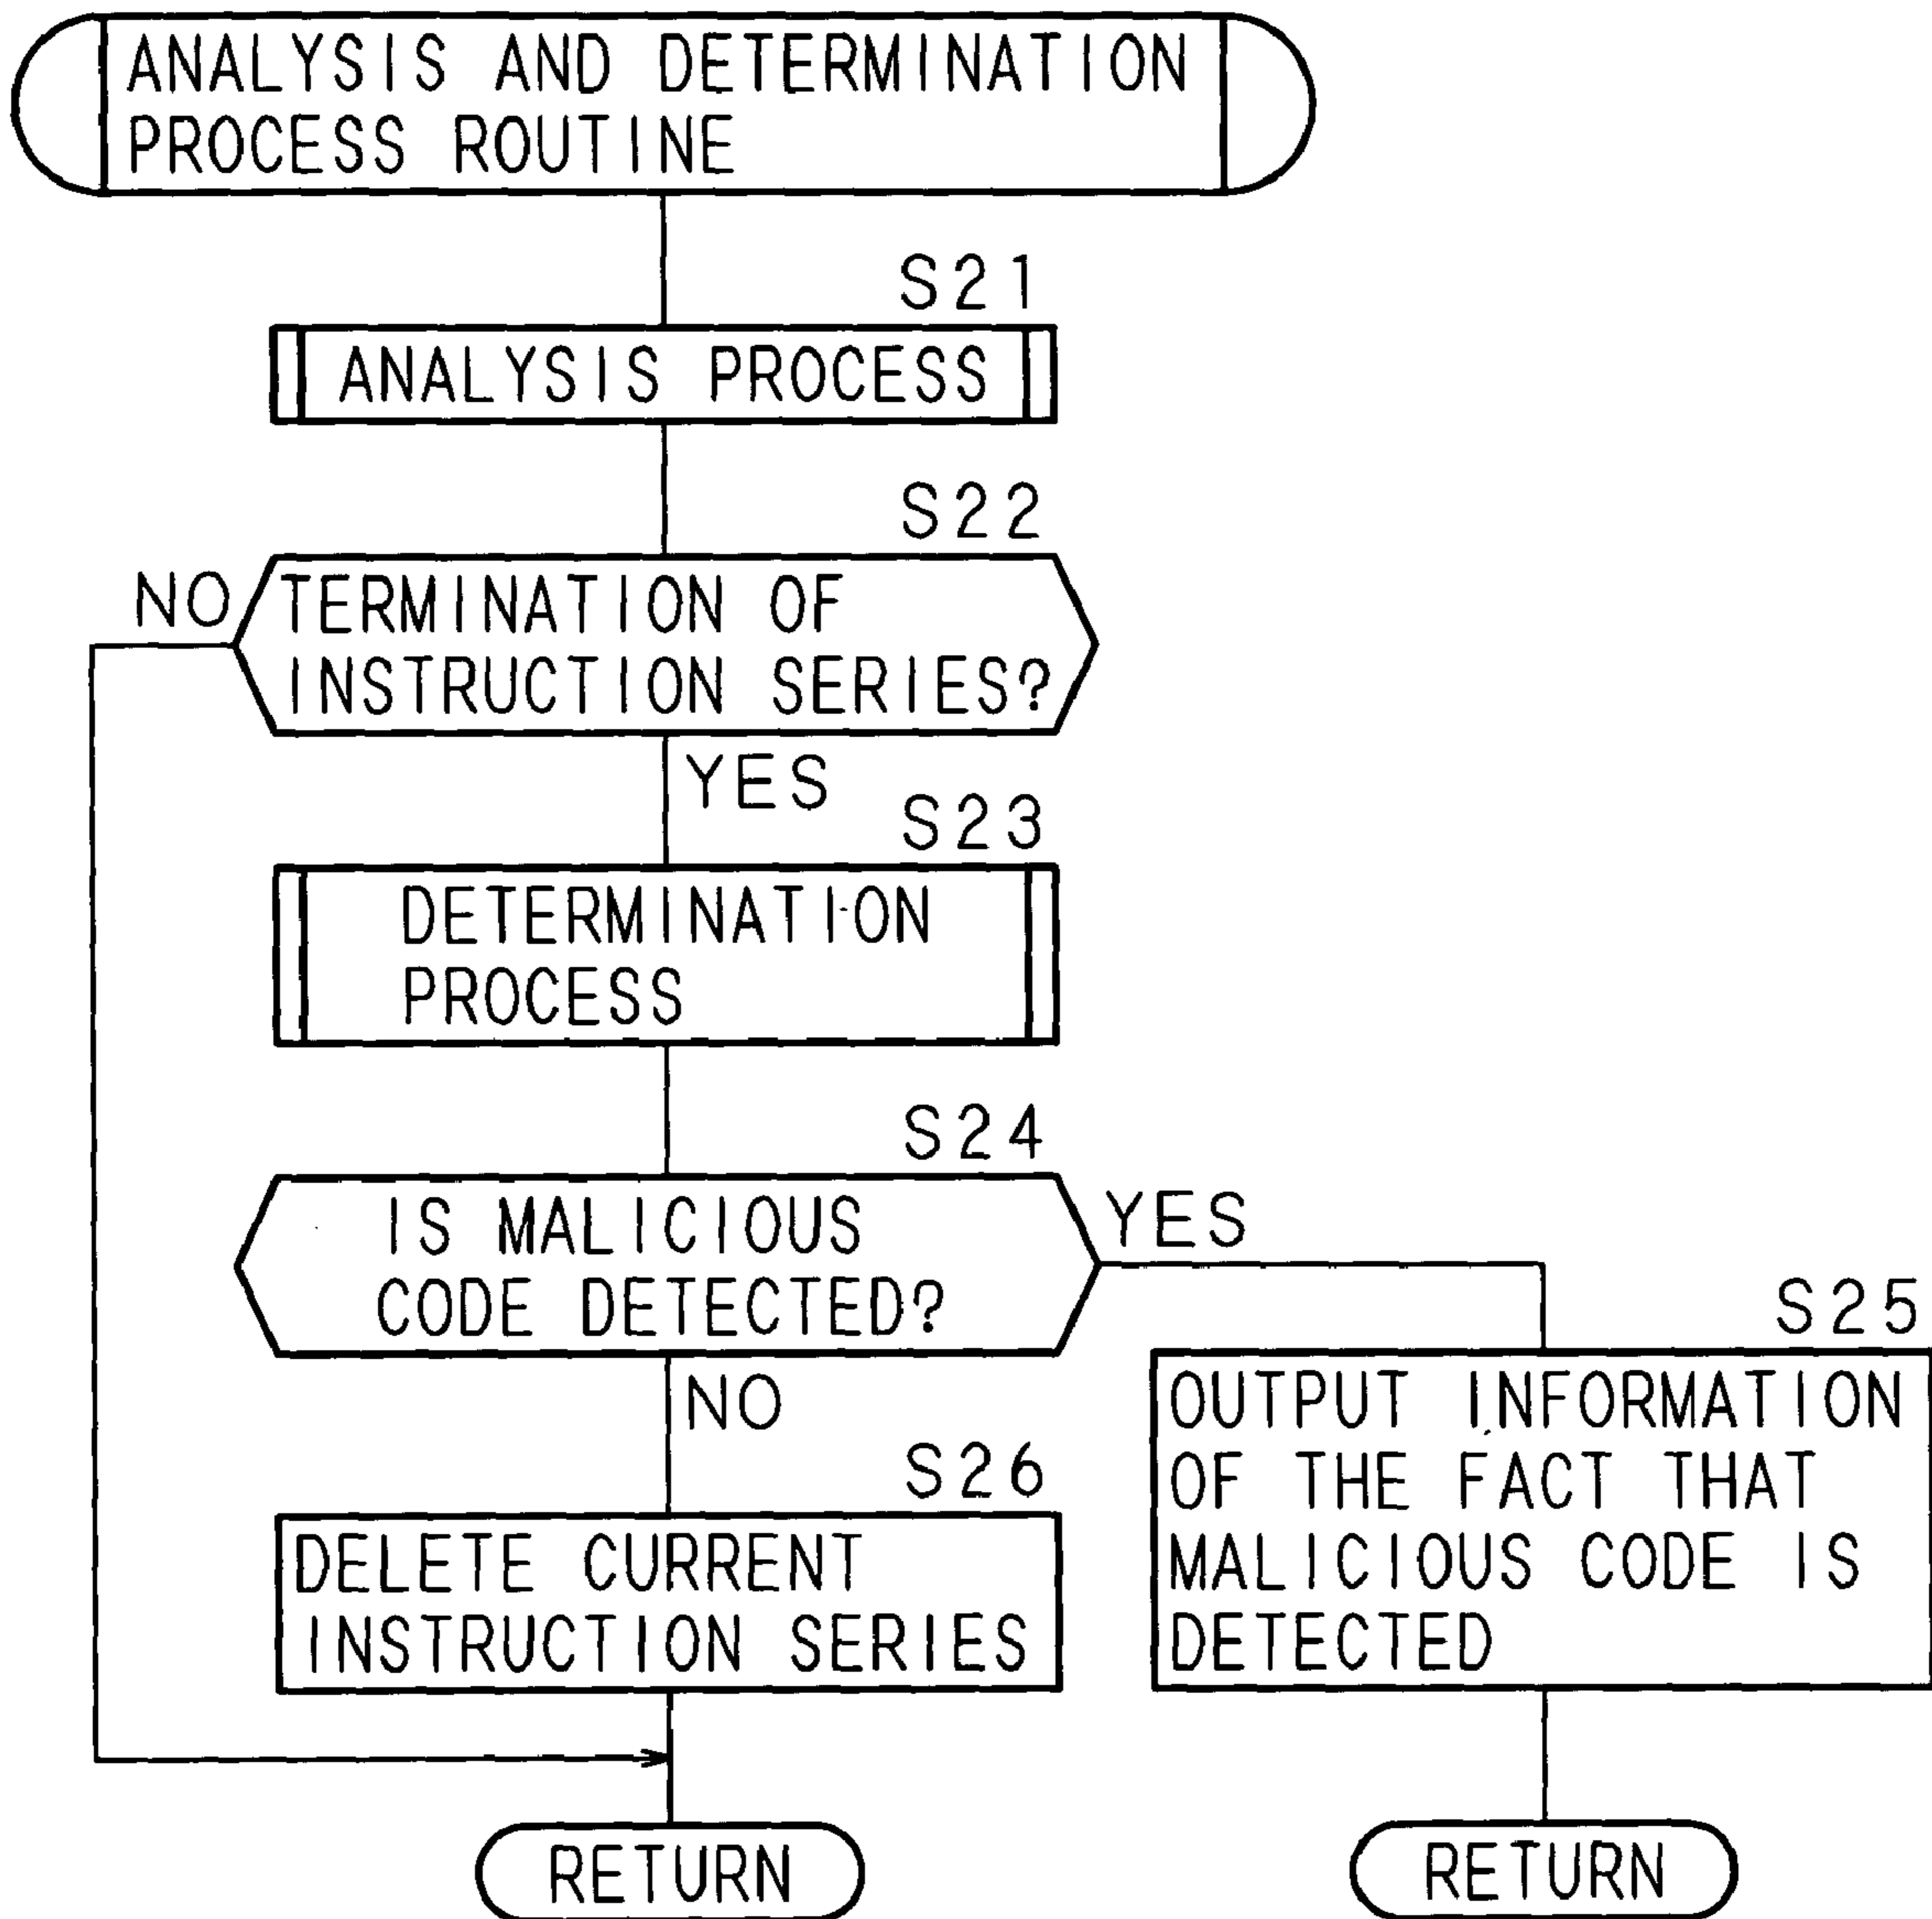 ANALYSIS AND DETERMINATION
PROCESS ROUTINE
S21
ANALYSIS PROCESS
S22
NO
TERMINATION OF
INSTRUCTION SERIES?
YES
S23
DETERMINATION
PROCESS
S24
IS MALICIOUS
CODE DETECTED?
YES
NO
S25
OUTPUT INFORMATION
OF THE FACT THAT
MALICIOUS CODE IS
DETECTED
S26
DELETE CURRENT
INSTRUCTION SERIES
RETURN
RETURN